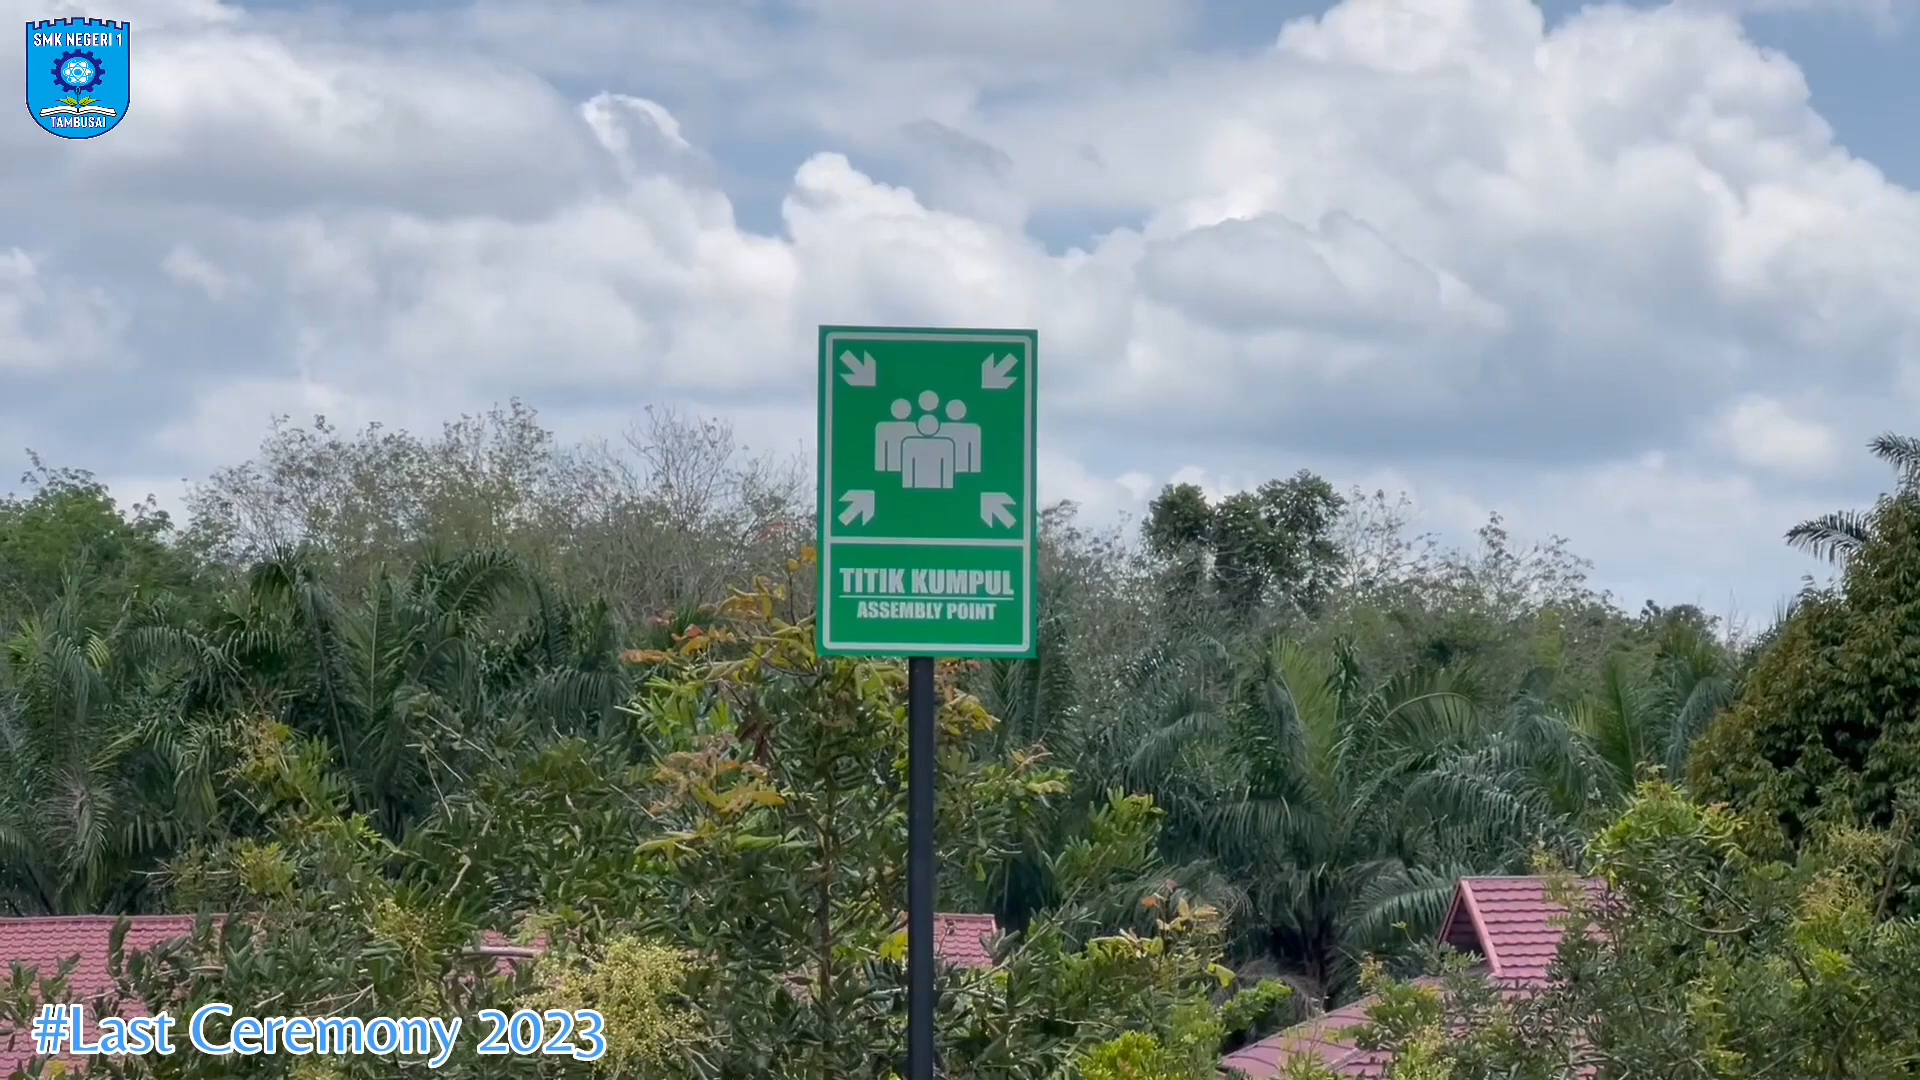 SMK NEGERI 1
TAMBUSAI
TITIK KUMPUL
ASSEMBLY POINT
#Last Ceremony 2023